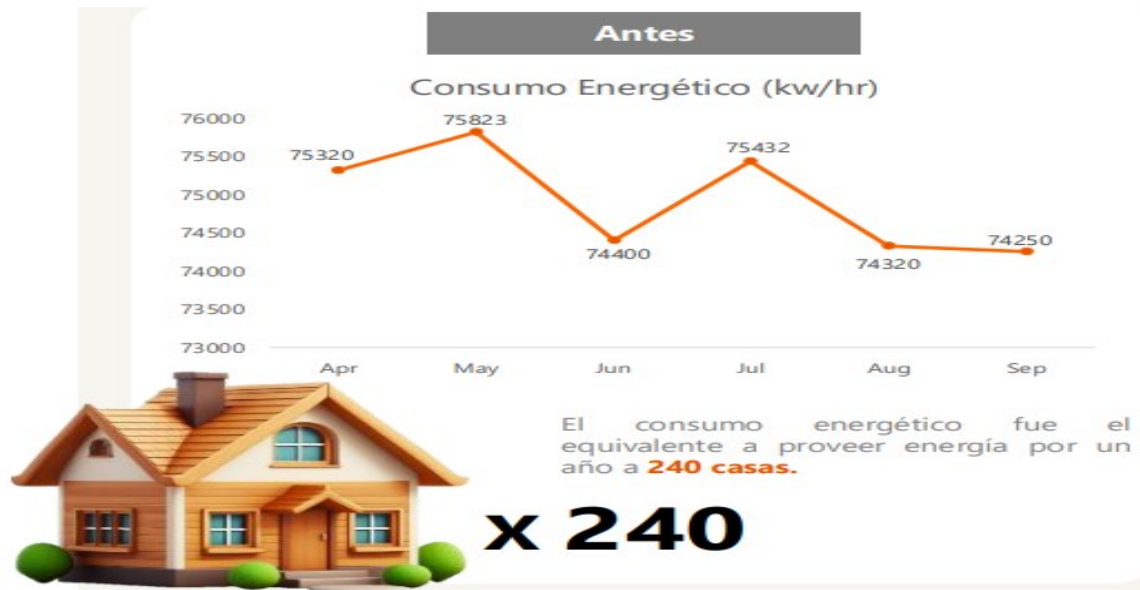 Antes
Consumo Energético (kw/hr)
76000
75500
75000
74500
74000
73500
73000
75320
75823
74400
75432
74320
74250
Apr May Jun Jul Aug Sep
El consumo energético fue el
equivalente a proveer energía por un
año a 240 casas.
x 240